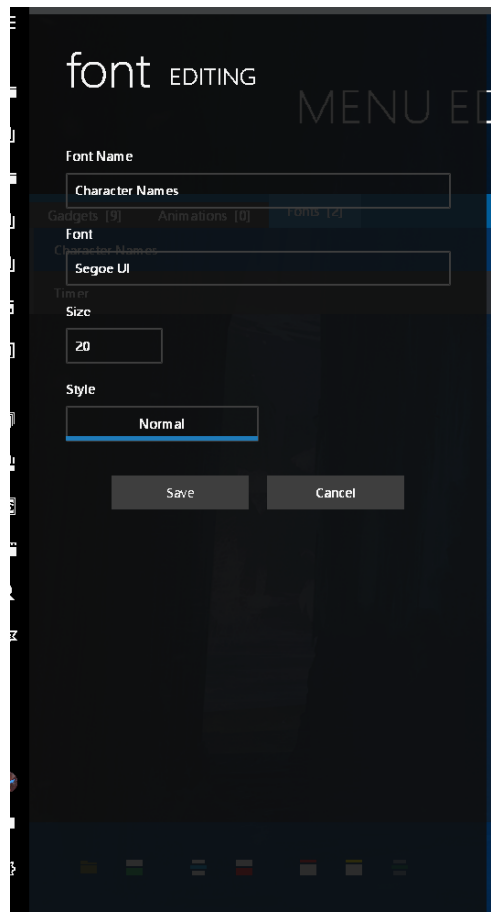 font EDITING
MENU ED
Font Name
Character Names
Gadgets [9] Animations [0] Fonts [2]
Font
Character Names
Segoe UI
Timer
Size
20
Style
Normal
Save Cancel